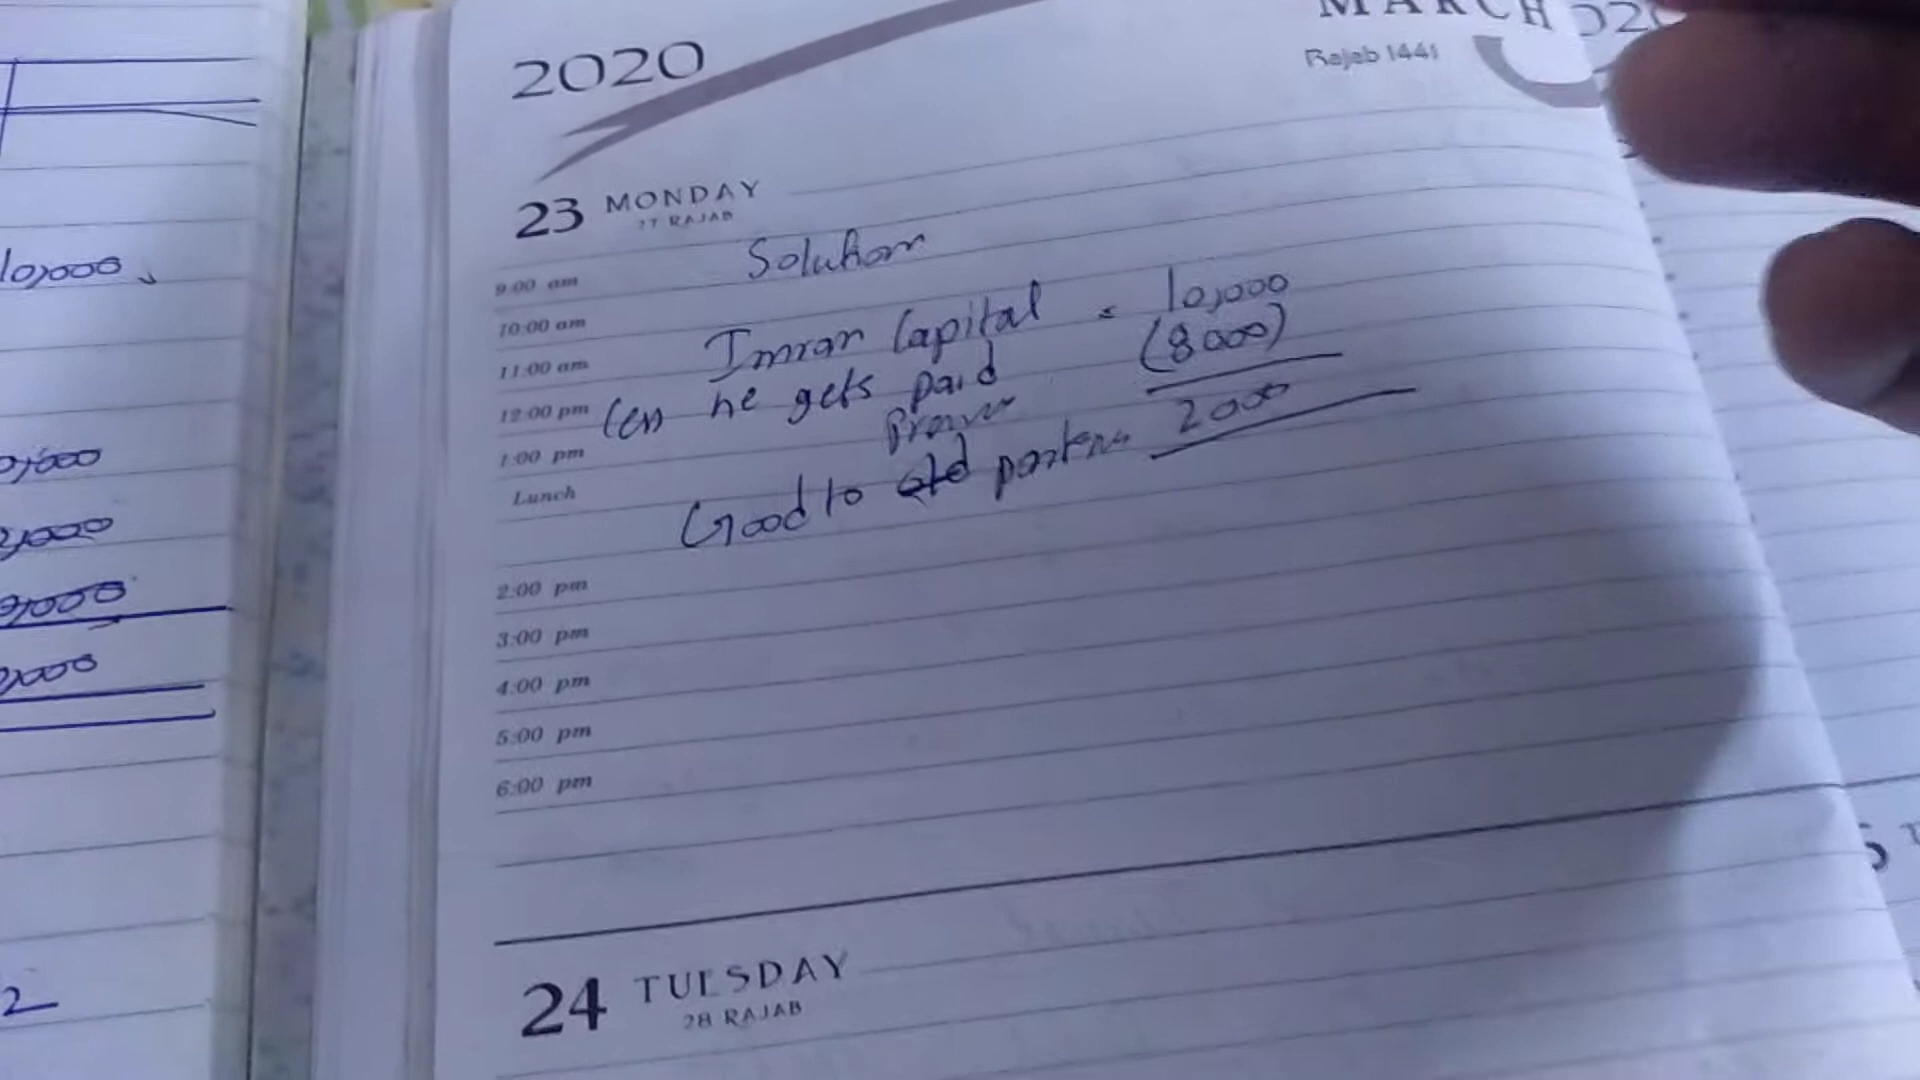 10,000
2
2020
MARCH 202
Rajab 1441
23 MONDAY
27 RAJAB
Solution
9:00 am
10:00 am
Imran Capital = 10,000
11:00 am
he gets paid (8000)
12:00 pm
1:00 pm
2000
Lunch
Good to old
2:00 pm
3:00 pm
4:00 pm
5:00 pm
6:00 pm
24 TUESDAY
28 RAJAB